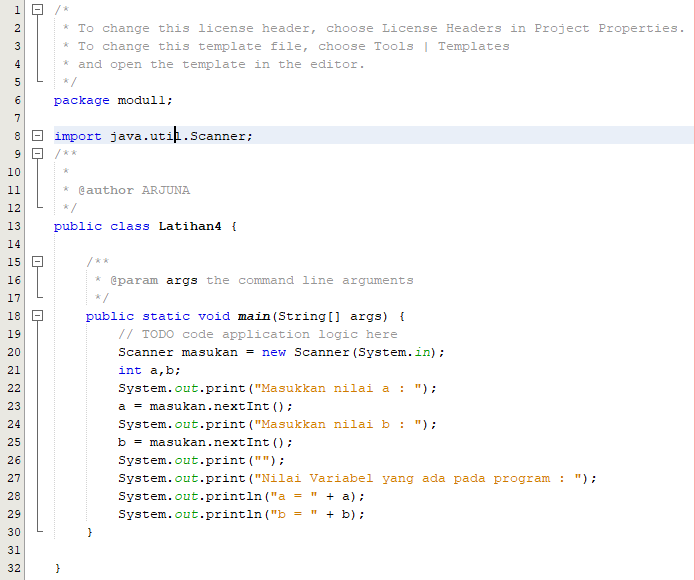 1 /*
2  * To change this license header, choose License Headers in Project Properties.
3  * To change this template file, choose Tools | Templates
4  * and open the template in the editor.
5  */
6 package modul1;
7
8 import java.util.Scanner;
9 /**
10  *
11  * @author ARJUNA
12  */
13 public class Latihan4 {
14
15     /**
16      * @param args the command line arguments
17      */
18     public static void main(String[] args) {
19         // TODO code application logic here
20         Scanner masukan = new Scanner(System.in);
21         int a,b;
22         System.out.print("Masukkan nilai a : ");
23         a = masukan.nextInt();
24         System.out.print("Masukkan nilai b : ");
25         b = masukan.nextInt();
26         System.out.print("");
27         System.out.print("Nilai Variabel yang ada pada program : ");
28         System.out.println("a = " + a);
29         System.out.println("b = " + b);
30     }
31
32 }